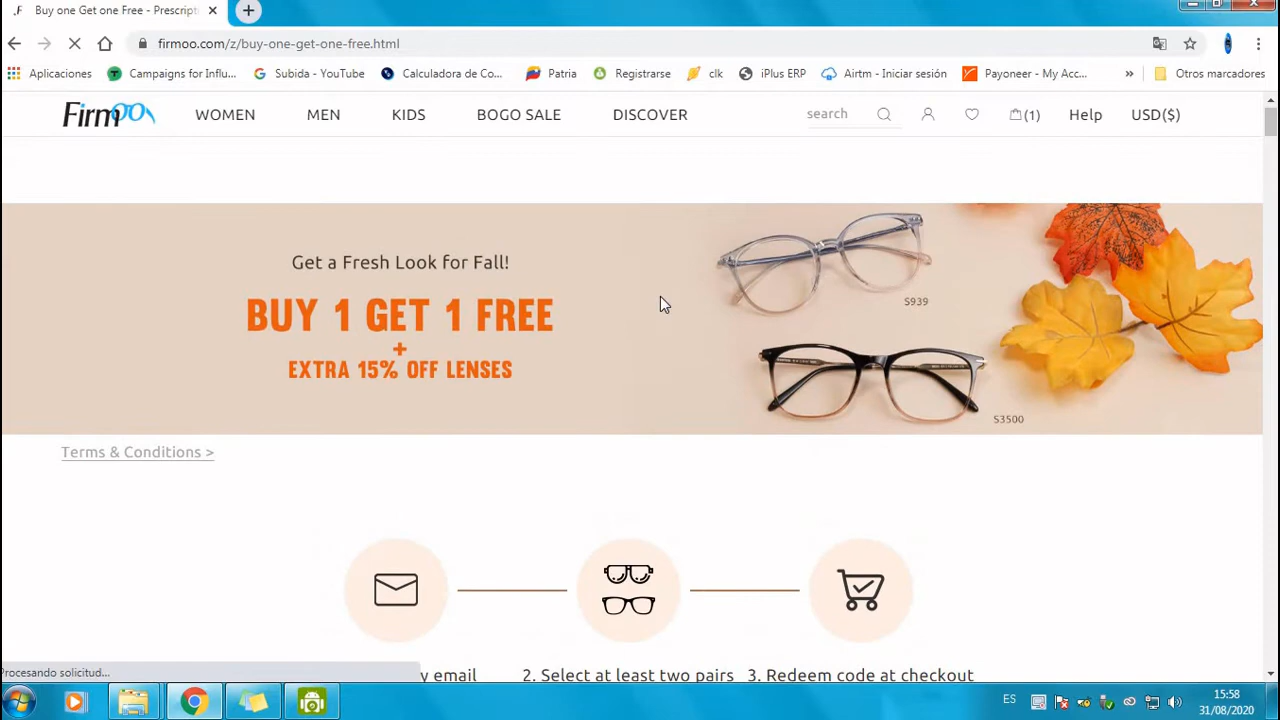 .F Buy one Get one Free - Prescript
firmoo.com/z/buy-one-get-one-free.html
Aplicaciones Campaigns for Influ... Subida - YouTube Calculadora de Co... Patria Registrarse clk iPlus ERP Airtm - Iniciar sesión Payoneer - My Acc... » Otros marcadores
Firmoo WOMEN MEN KIDS BOGO SALE DISCOVER search (1) Help USD($)
Get a Fresh Look for Fall!
BUY 1 GET 1 FREE
+
EXTRA 15% OFF LENSES
S939
S3500
Terms & Conditions >
y email 2. Select at least two pairs 3. Redeem code at checkout
Procesando solicitud...
ES 15:58
31/08/2020